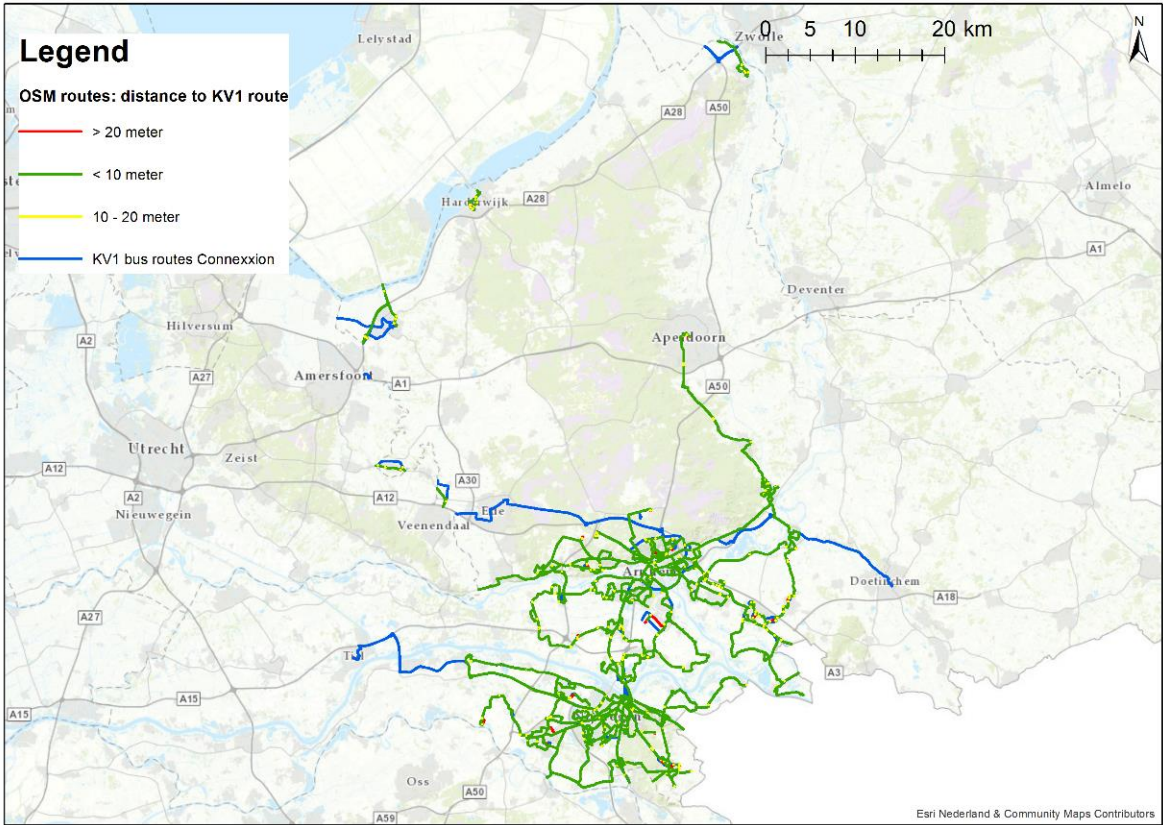 Legend
OSM routes: distance to KV1 route
> 20 meter
< 10 meter
10 - 20 meter
KV1 bus routes Connexxion
0 5 10 20 km
N
Lelystad
Zwolle
A50
A28
Harderwijk
A28
Almelo
A1
Deventer
Hilversum
A2
A27
Apeldoorn
Amersfoort
A1
A50
Utrecht
Zeist
A12
A2
A12
A30
Ede
Nieuwegein
Veenendaal
Doetinchem
A18
A27
A3
A15
A15
Oss
A50
A59
Esri Nederland & Community Maps Contributors